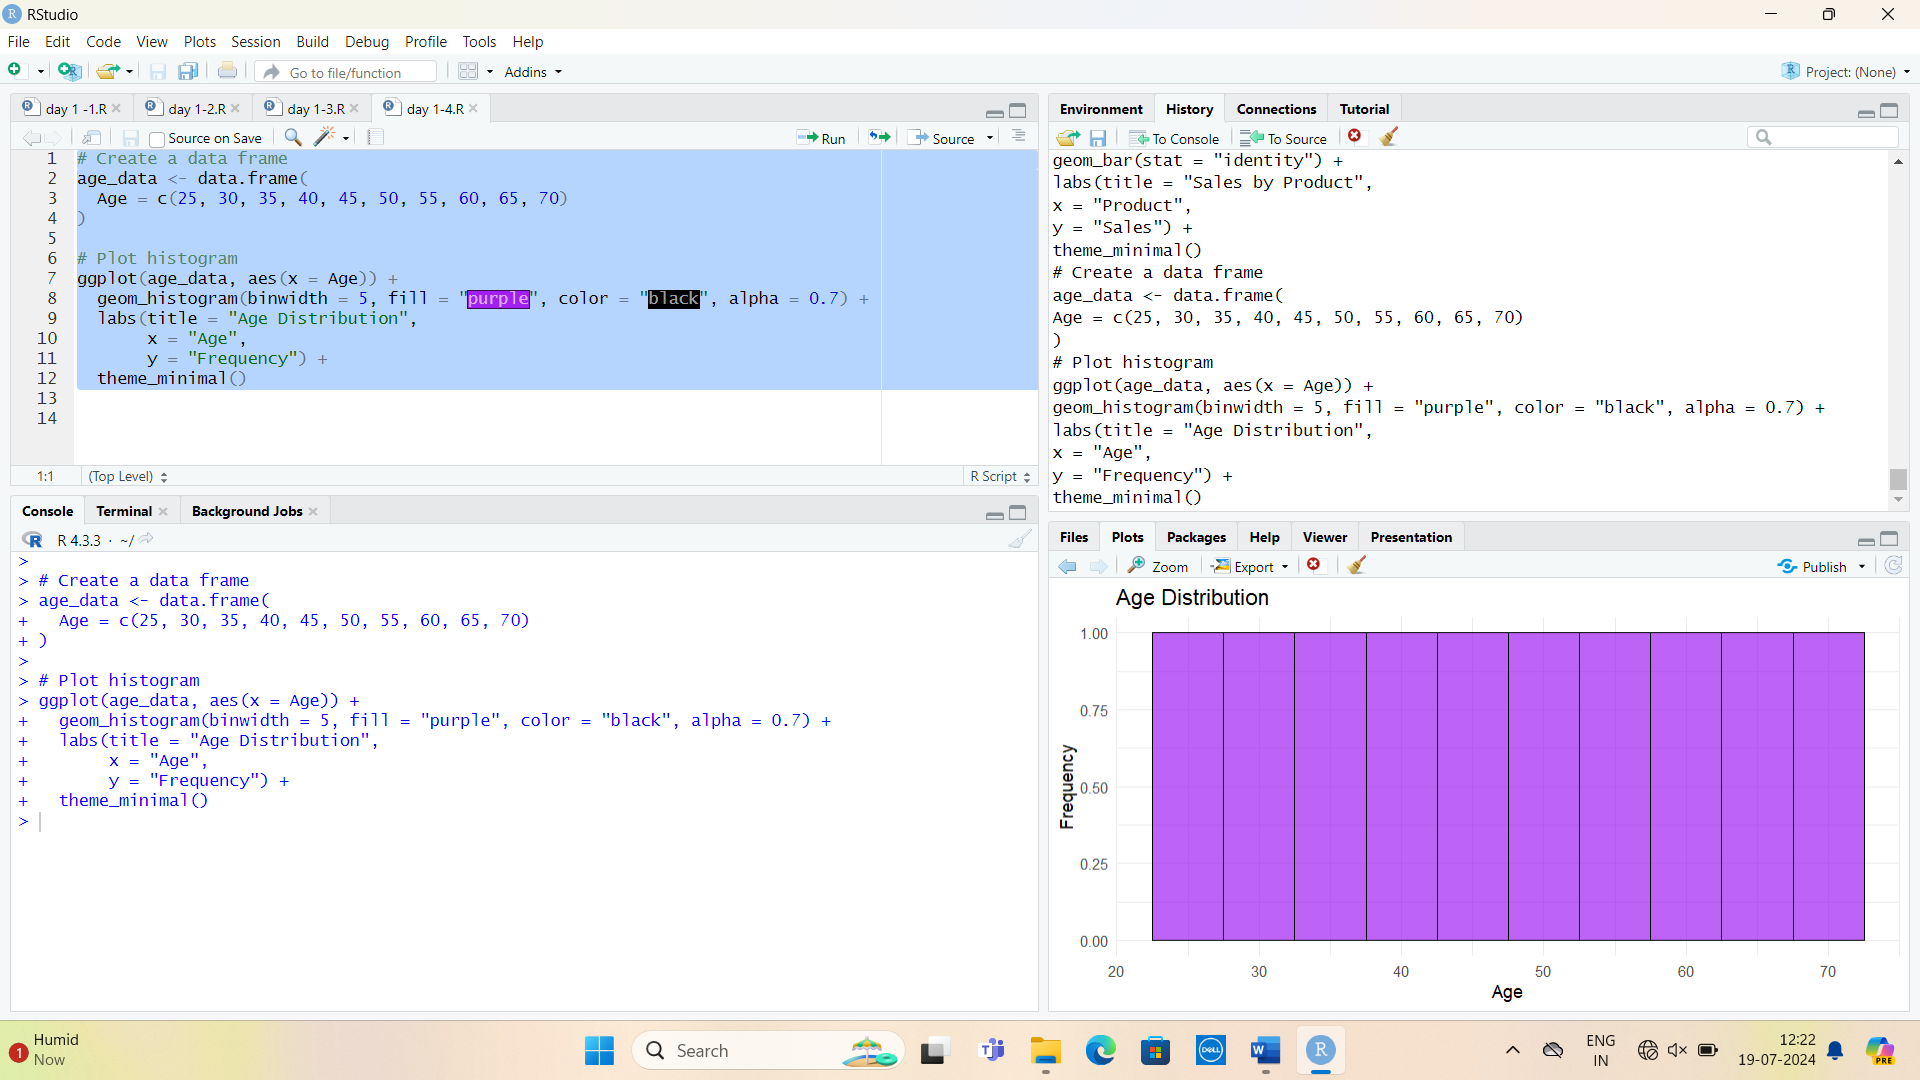 RStudio
File Edit Code View Plots Session Build Debug Profile Tools Help
Go to file/function Addins Project: (None)
day 1 -1.R day 1-2.R day 1-3.R day 1-4.R
Source on Save Run Source
1 # Create a data frame
2 age_data <- data.frame(
3   Age = c(25, 30, 35, 40, 45, 50, 55, 60, 65, 70)
4 )
5
6 # Plot histogram
7 ggplot(age_data, aes(x = Age)) +
8   geom_histogram(binwidth = 5, fill = "purple", color = "black", alpha = 0.7) +
9   labs(title = "Age Distribution",
10        x = "Age",
11        y = "Frequency") +
12   theme_minimal()
13
14
1:1 (Top Level) R Script
Console Terminal Background Jobs
R 4.3.3 · ~/
>
> # Create a data frame
> age_data <- data.frame(
+   Age = c(25, 30, 35, 40, 45, 50, 55, 60, 65, 70)
+ )
>
> # Plot histogram
> ggplot(age_data, aes(x = Age)) +
+   geom_histogram(binwidth = 5, fill = "purple", color = "black", alpha = 0.7) +
+   labs(title = "Age Distribution",
+        x = "Age",
+        y = "Frequency") +
+   theme_minimal()
>
Environment History Connections Tutorial
To Console To Source
geom_bar(stat = "identity") +
labs(title = "Sales by Product",
x = "Product",
y = "Sales") +
theme_minimal()
# Create a data frame
age_data <- data.frame(
Age = c(25, 30, 35, 40, 45, 50, 55, 60, 65, 70)
)
# Plot histogram
ggplot(age_data, aes(x = Age)) +
geom_histogram(binwidth = 5, fill = "purple", color = "black", alpha = 0.7) +
labs(title = "Age Distribution",
x = "Age",
y = "Frequency") +
theme_minimal()
Files Plots Packages Help Viewer Presentation
Zoom Export Publish
Age Distribution
1.00
0.75
0.50
0.25
0.00
Frequency
20 30 40 50 60 70
Age
1 Humid
Now
Search
DELL
ENG
IN
12:22
19-07-2024
PRE